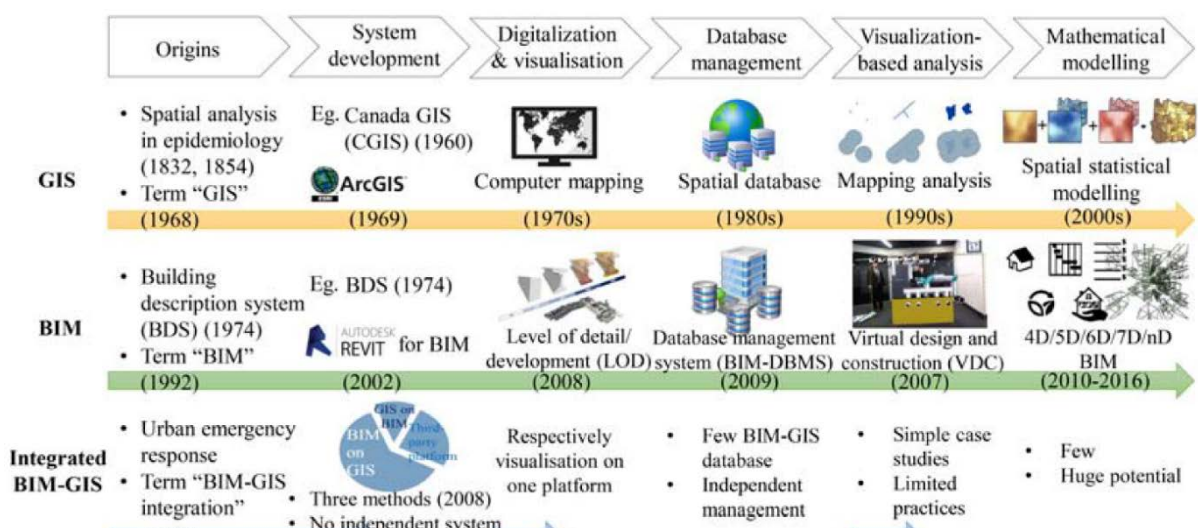 Origins
System
development
Digitalization
& visualisation
Database
management
Visualization-
based analysis
Mathematical
modelling
GIS
• Spatial analysis
in epidemiology
(1832, 1854)
• Term “GIS”
(1968)
Eg. Canada GIS
(CGIS) (1960)
esri
ArcGIS
(1969)
Computer mapping
(1970s)
Spatial database
(1980s)
Mapping analysis
(1990s)
+ + -
Spatial statistical
modelling
(2000s)
BIM
• Building
description system
(BDS) (1974)
• Term “BIM”
(1992)
Eg. BDS (1974)
AUTODESK
REVIT for BIM
(2002)
Level of detail/
development (LOD)
(2008)
Database management
system (BIM-DBMS)
(2009)
Virtual design and
construction (VDC)
(2007)
4D/5D/6D/7D/nD
BIM
(2010-2016)
Integrated
BIM-GIS
• Urban emergency
response
• Term “BIM-GIS
integration”
GIS on
BIM
BIM
on
GIS
Third-
party
platform
• Three methods (2008)
• No independent system
Respectively
visualisation on
one platform
• Few BIM-GIS
database
• Independent
management
• Simple case
studies
• Limited
practices
• Few
• Huge potential